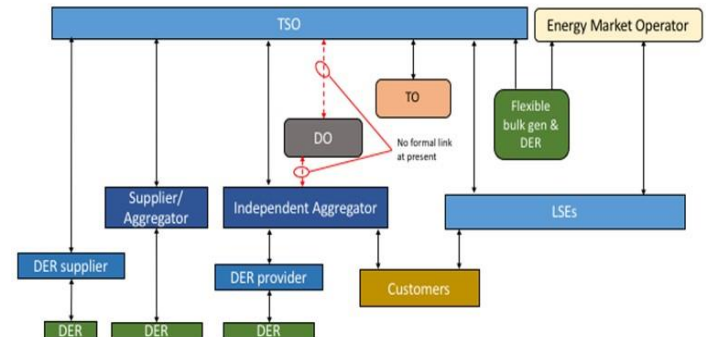 TSO
Energy Market Operator
TO
Flexible
bulk gen &
DER
DO
No formal link
at present
Supplier/
Aggregator
Independent Aggregator
LSEs
DER supplier
DER provider
Customers
DER
DER
DER